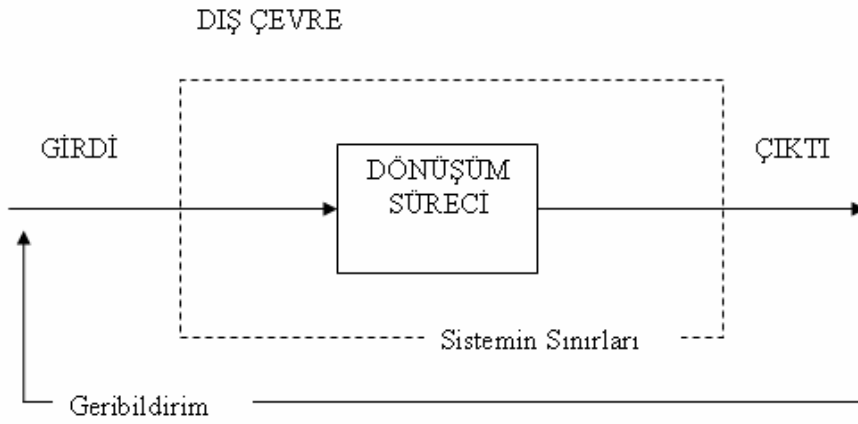 DIŞ ÇEVRE
GİRDİ
DÖNÜŞÜM
SÜRECİ
ÇIKTI
Sistemin Sınırları
Geribildirim